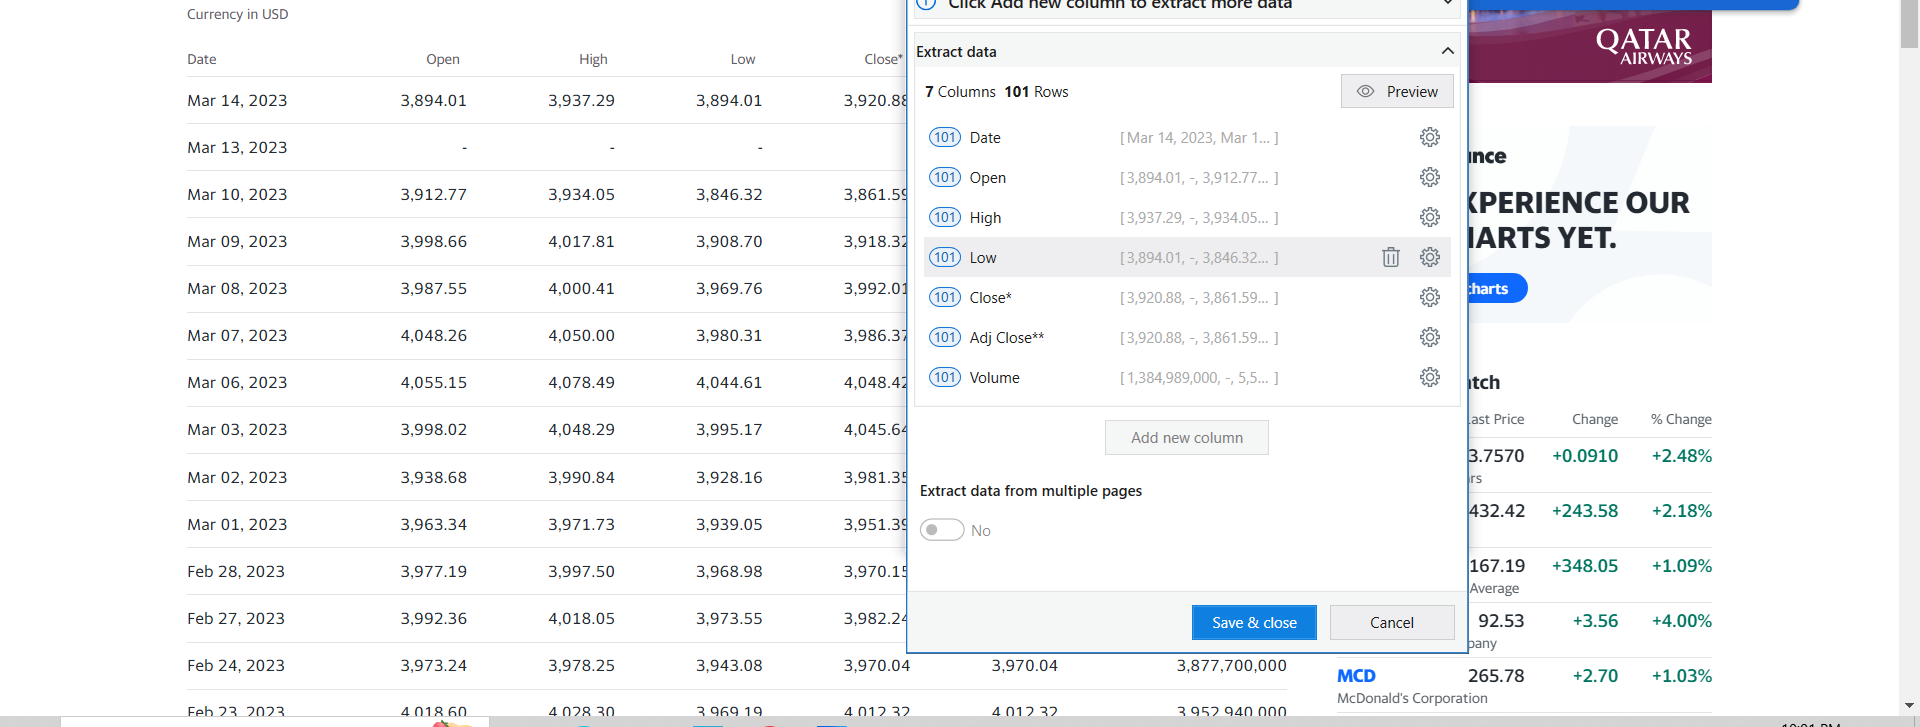 Currency in USD
Date Open High Low Close*
Mar 14, 2023 3,894.01 3,937.29 3,894.01 3,920.88
Mar 13, 2023 - - -
Mar 10, 2023 3,912.77 3,934.05 3,846.32 3,861.59
Mar 09, 2023 3,998.66 4,017.81 3,908.70 3,918.32
Mar 08, 2023 3,987.55 4,000.41 3,969.76 3,992.01
Mar 07, 2023 4,048.26 4,050.00 3,980.31 3,986.37
Mar 06, 2023 4,055.15 4,078.49 4,044.61 4,048.42
Mar 03, 2023 3,998.02 4,048.29 3,995.17 4,045.64
Mar 02, 2023 3,938.68 3,990.84 3,928.16 3,981.35
Mar 01, 2023 3,963.34 3,971.73 3,939.05 3,951.39
Feb 28, 2023 3,977.19 3,997.50 3,968.98 3,970.15
Feb 27, 2023 3,992.36 4,018.05 3,973.55 3,982.24
Feb 24, 2023 3,973.24 3,978.25 3,943.08 3,970.04 3,970.04 3,877,700,000
Feb 23, 2023 4,018.60 4,028.30 3,969.19 4,012.32 4,012.32 3,952,940,000
Click Add new column to extract more data
Extract data
7 Columns 101 Rows
Preview
101 Date [ Mar 14, 2023, Mar 1... ]
101 Open [ 3,894.01, -, 3,912.77... ]
101 High [ 3,937.29, -, 3,934.05... ]
101 Low [ 3,894.01, -, 3,846.32... ]
101 Close* [ 3,920.88, -, 3,861.59... ]
101 Adj Close** [ 3,920.88, -, 3,861.59... ]
101 Volume [ 1,384,989,000, -, 5,5... ]
Add new column
Extract data from multiple pages
No
Save & close
Cancel
QATAR
AIRWAYS
nce
XPERIENCE OUR
HARTS YET.
charts
tch
Last Price Change % Change
3.7570 +0.0910 +2.48%
rs
432.42 +243.58 +2.18%
167.19 +348.05 +1.09%
Average
92.53 +3.56 +4.00%
pany
MCD 265.78 +2.70 +1.03%
McDonald's Corporation